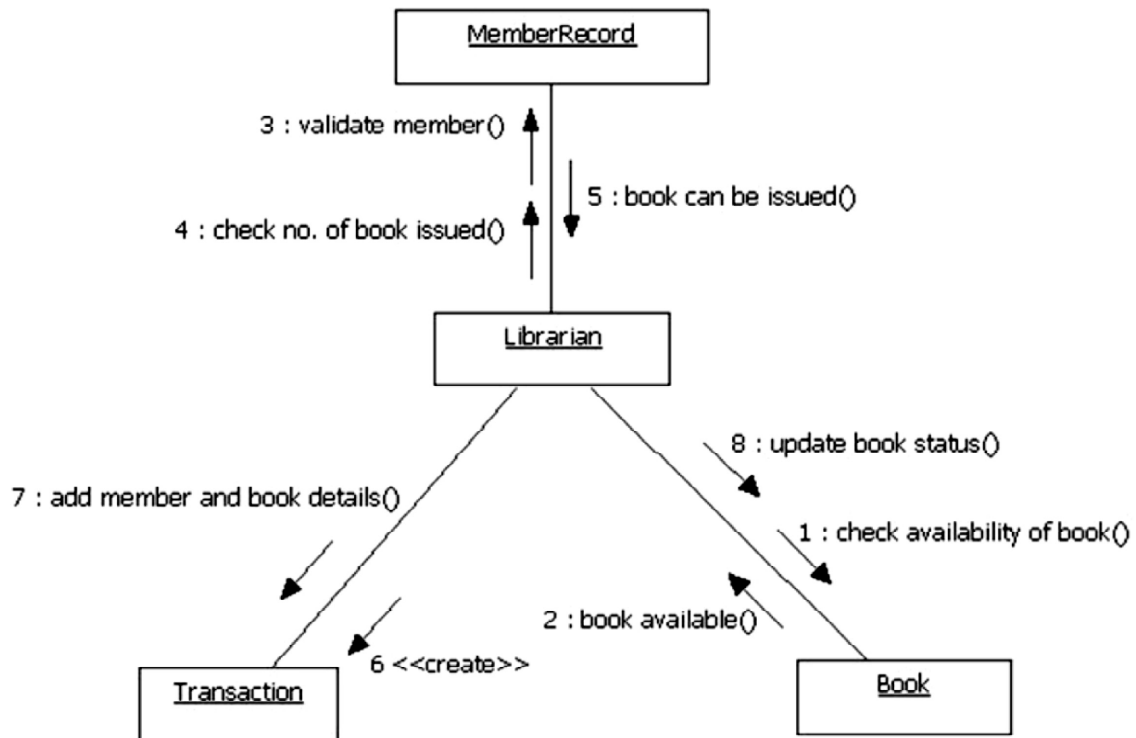 MemberRecord
3 : validate member()
5 : book can be issued()
4 : check no. of book issued()
Librarian
8 : update book status()
7 : add member and book details()
1 : check availability of book()
2 : book available()
6 <<create>>
Transaction
Book